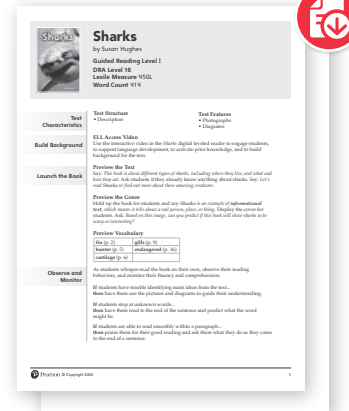 Sharks
Sharks
by Susan Hughes
Guided Reading Level I
DRA Level 16
Lexile Measure 450L
Word Count 414
Text
Characteristics
Text Structure
• Description
Text Features
• Photographs
• Diagrams
Build Background
ELL Access Video
Use the interactive video in the Sharks digital leveled reader to engage students,
to support language development, to activate prior knowledge, and to build
background for the text.
Launch the Book
Preview the Text
Say: This book is about different types of sharks, including where they live, and what and
how they eat. Ask students if they already know anything about sharks. Say: Let's
read Sharks to find out more about these amazing creatures.
Preview the Genre
Hold up the book for students and say: Sharks is an example of informational
text, which means it tells about a real person, place, or thing. Display the cover for
students. Ask: Based on this image, can you predict if this book will show sharks to be
scary or interesting?
Preview Vocabulary
fin (p. 2) gills (p. 9)
hunter (p. 5) endangered (p. 16)
cartilage (p. 6)
Observe and
Monitor
As students whisper-read the book on their own, observe their reading
behaviors, and monitor their fluency and comprehension.
If students have trouble identifying main ideas from the text...
then have them use the pictures and diagrams to guide their understanding.
If students stop at unknown words...
then have them read to the end of the sentence and predict what the word
might be.
If students are able to read smoothly within a paragraph...
then praise them for their good reading and ask them what they do as they come
to the end of a sentence.
Pearson © Copyright 2020
1